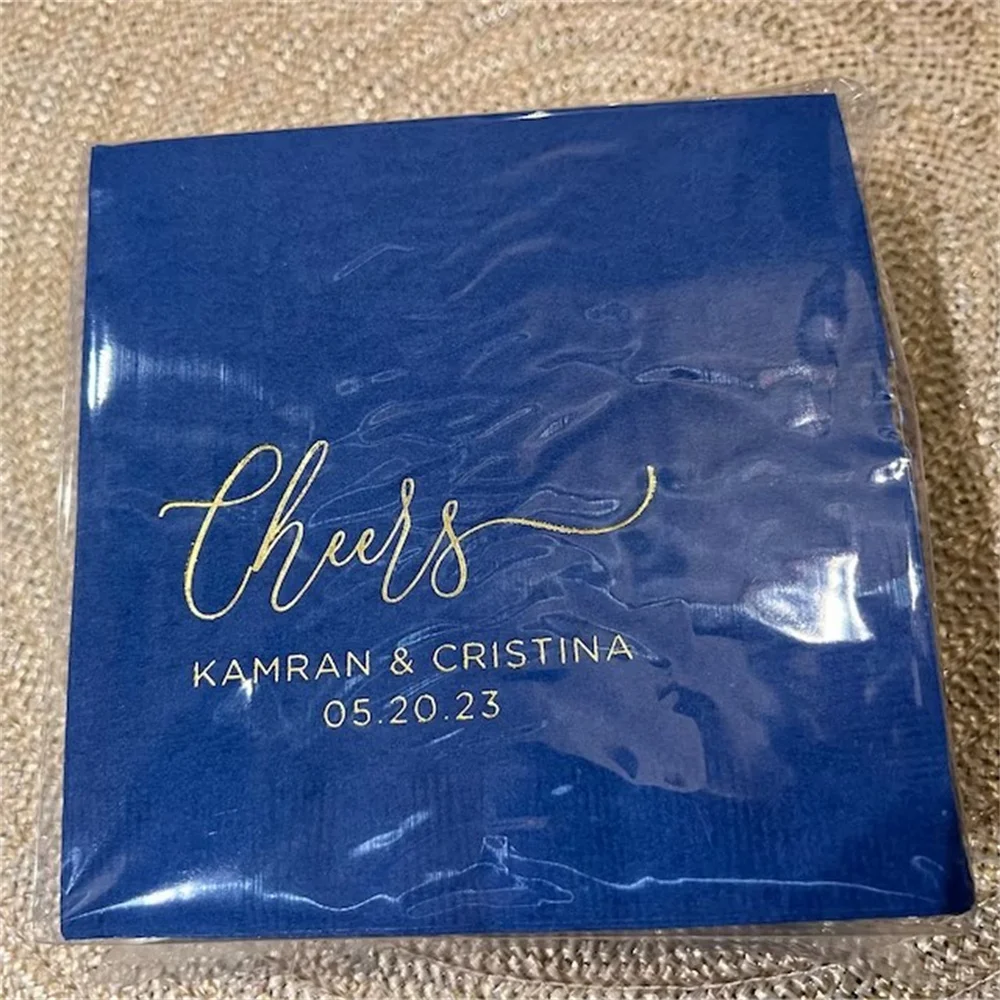 Cheers
KAMRAN & CRISTINA
05.20.23